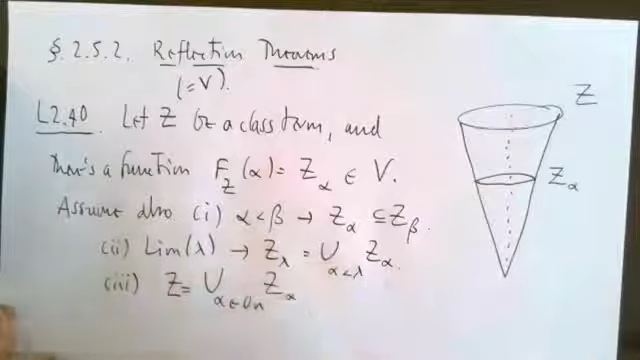 §. 2.5.2. Reflection Theorems
(=V).
L2.40. Let Z be a class term, and
there's a function F_Z(α) = Z_α ∈ V.
Assume also (i) α<β → Z_α ⊆ Z_β.
(ii) Lim(λ) → Z_λ = ∪_{α<λ} Z_α.
(iii) Z = ∪_{α∈On} Z_α
Z
Z_α